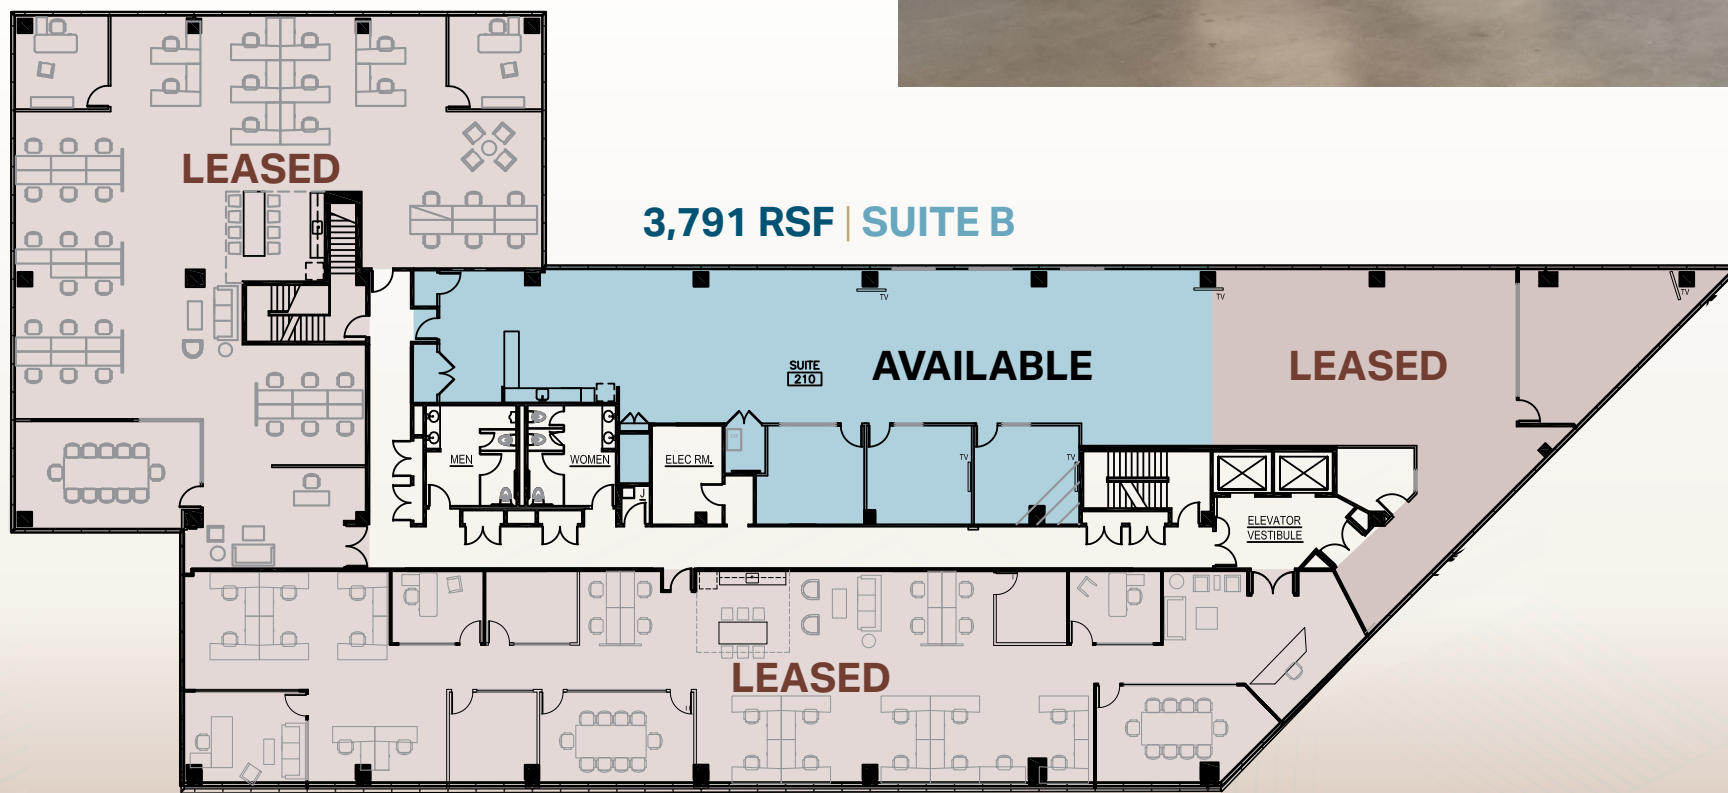 LEASED
3,791 RSF | SUITE B
TV
TV
TV
SUITE
210
AVAILABLE
LEASED
MEN
WOMEN
ELEC RM.
TV
TV
J
ELEVATOR
VESTIBULE
LEASED